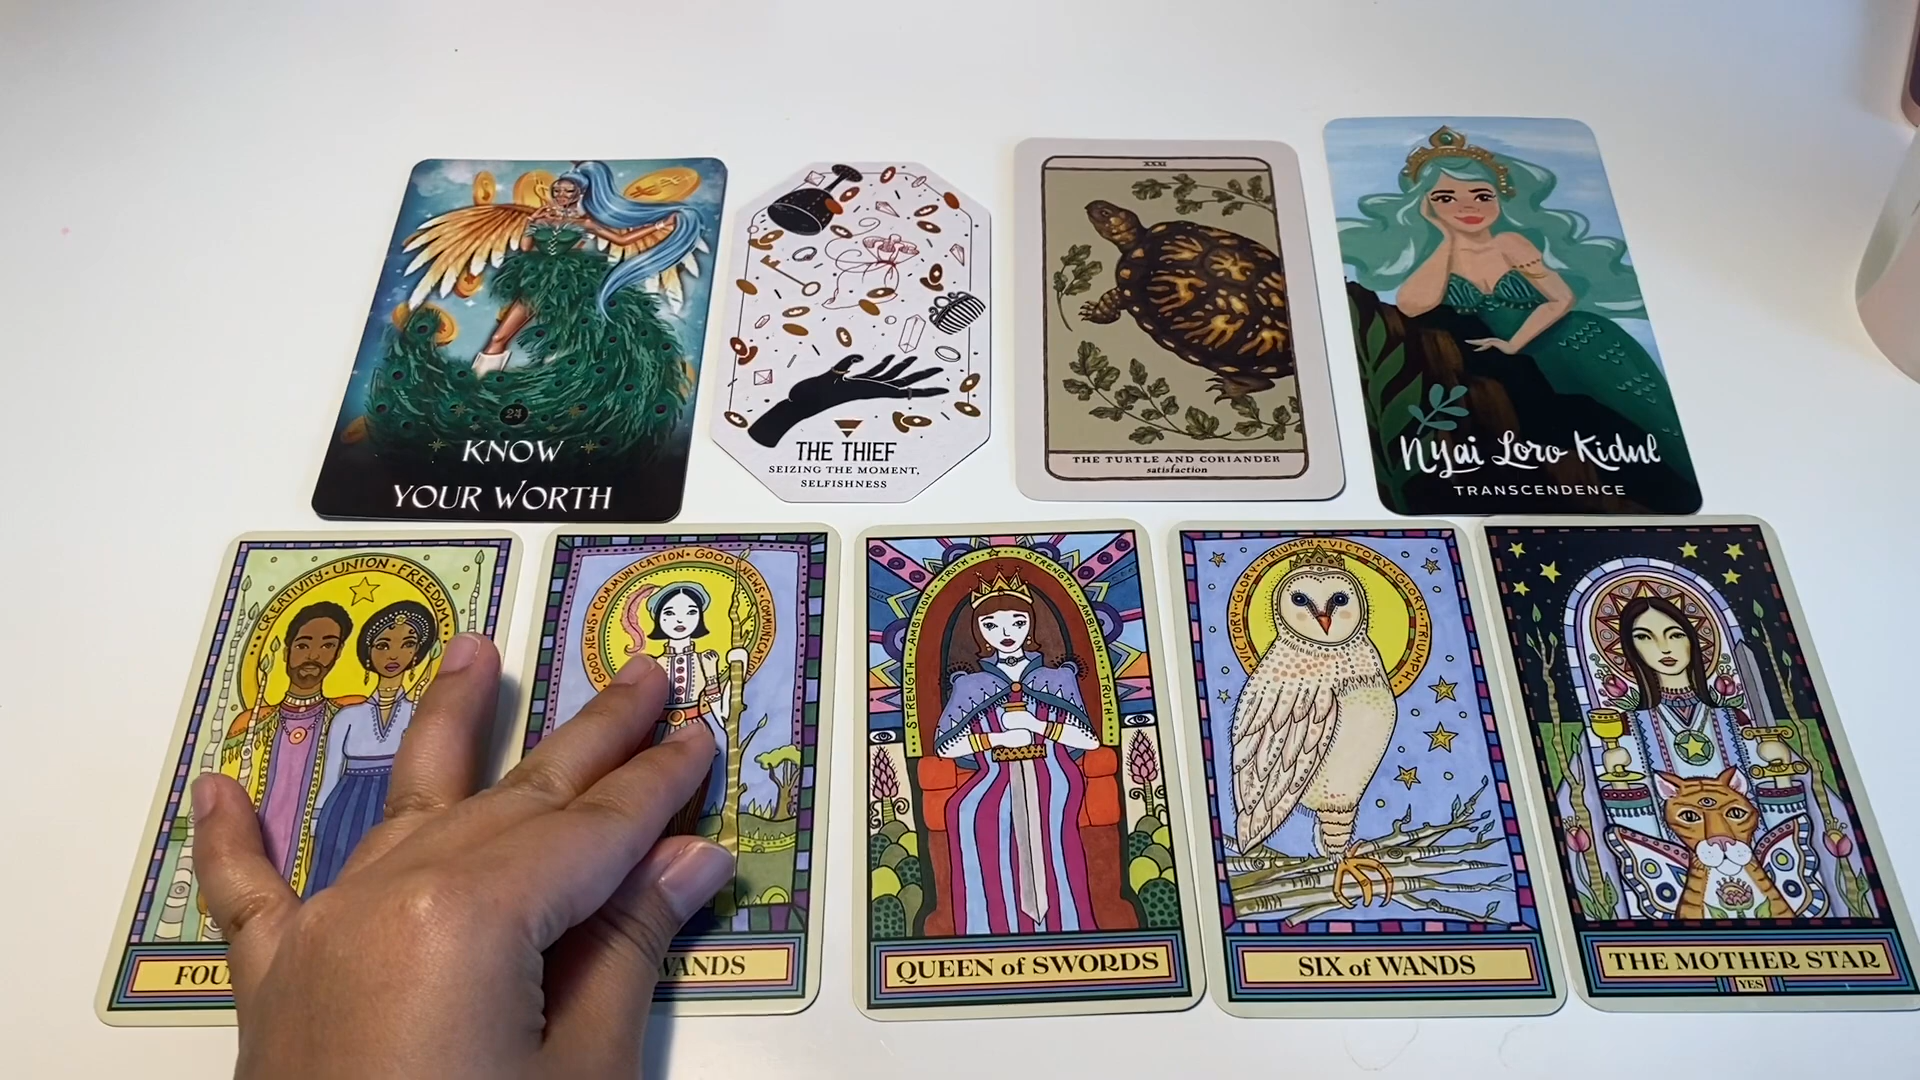 24
KNOW
YOUR WORTH
THE THIEF
SEIZING THE MOMENT,
SELFISHNESS
XXXI
THE TURTLE AND CORIANDER
satisfaction
Nyai Loro Kidul
TRANSCENDENCE
CREATIVITY · UNION · FREEDOM
GOOD NEWS · COMMUNICATION · GOOD NEWS · COMMUNICATION
WANDS
STRENGTH · AMBITION · TRUTH · STRENGTH · AMBITION · TRUTH
QUEEN of SWORDS
VICTORY · GLORY · TRIUMPH · VICTORY · GLORY · TRIUMPH
SIX of WANDS
THE MOTHER STAR
YES